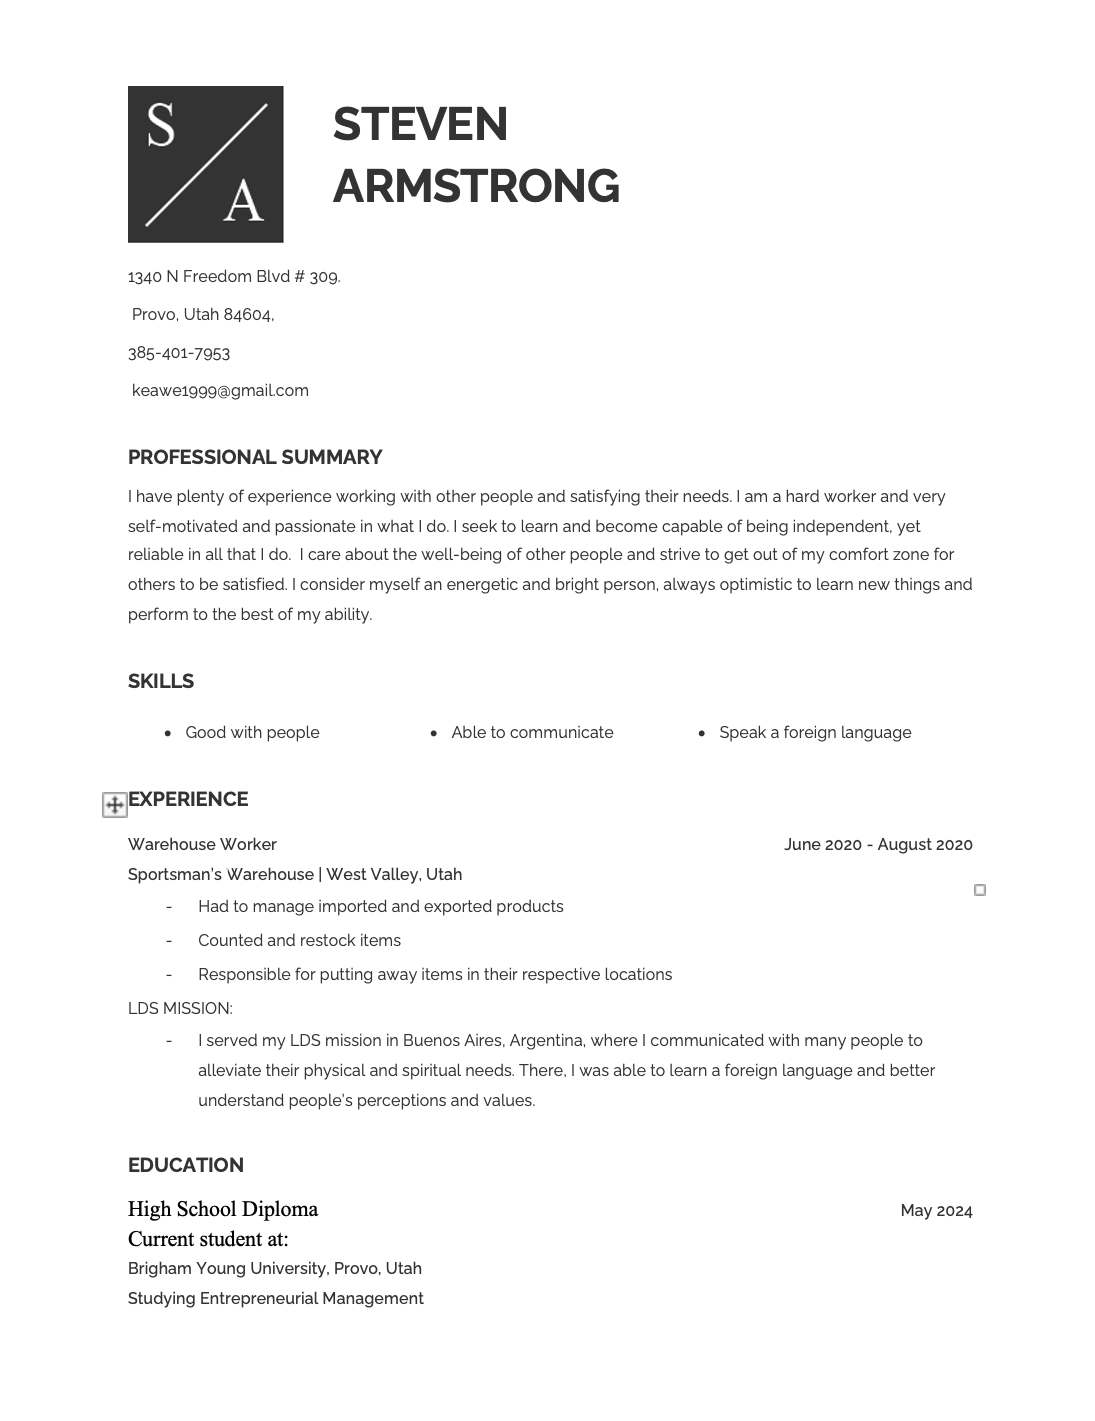 S
A
STEVEN
ARMSTRONG
1340 N Freedom Blvd # 309.
Provo, Utah 84604,
385-401-7953
keawe1999@gmail.com
PROFESSIONAL SUMMARY
I have plenty of experience working with other people and satisfying their needs. I am a hard worker and very
self-motivated and passionate in what I do. I seek to learn and become capable of being independent, yet
reliable in all that I do.  I care about the well-being of other people and strive to get out of my comfort zone for
others to be satisfied. I consider myself an energetic and bright person, always optimistic to learn new things and
perform to the best of my ability.
SKILLS
• Good with people • Able to communicate • Speak a foreign language
EXPERIENCE
Warehouse Worker June 2020 - August 2020
Sportsman's Warehouse | West Valley, Utah
- Had to manage imported and exported products
- Counted and restock items
- Responsible for putting away items in their respective locations
LDS MISSION:
- I served my LDS mission in Buenos Aires, Argentina, where I communicated with many people to
alleviate their physical and spiritual needs. There, I was able to learn a foreign language and better
understand people's perceptions and values.
EDUCATION
High School Diploma May 2024
Current student at:
Brigham Young University, Provo, Utah
Studying Entrepreneurial Management